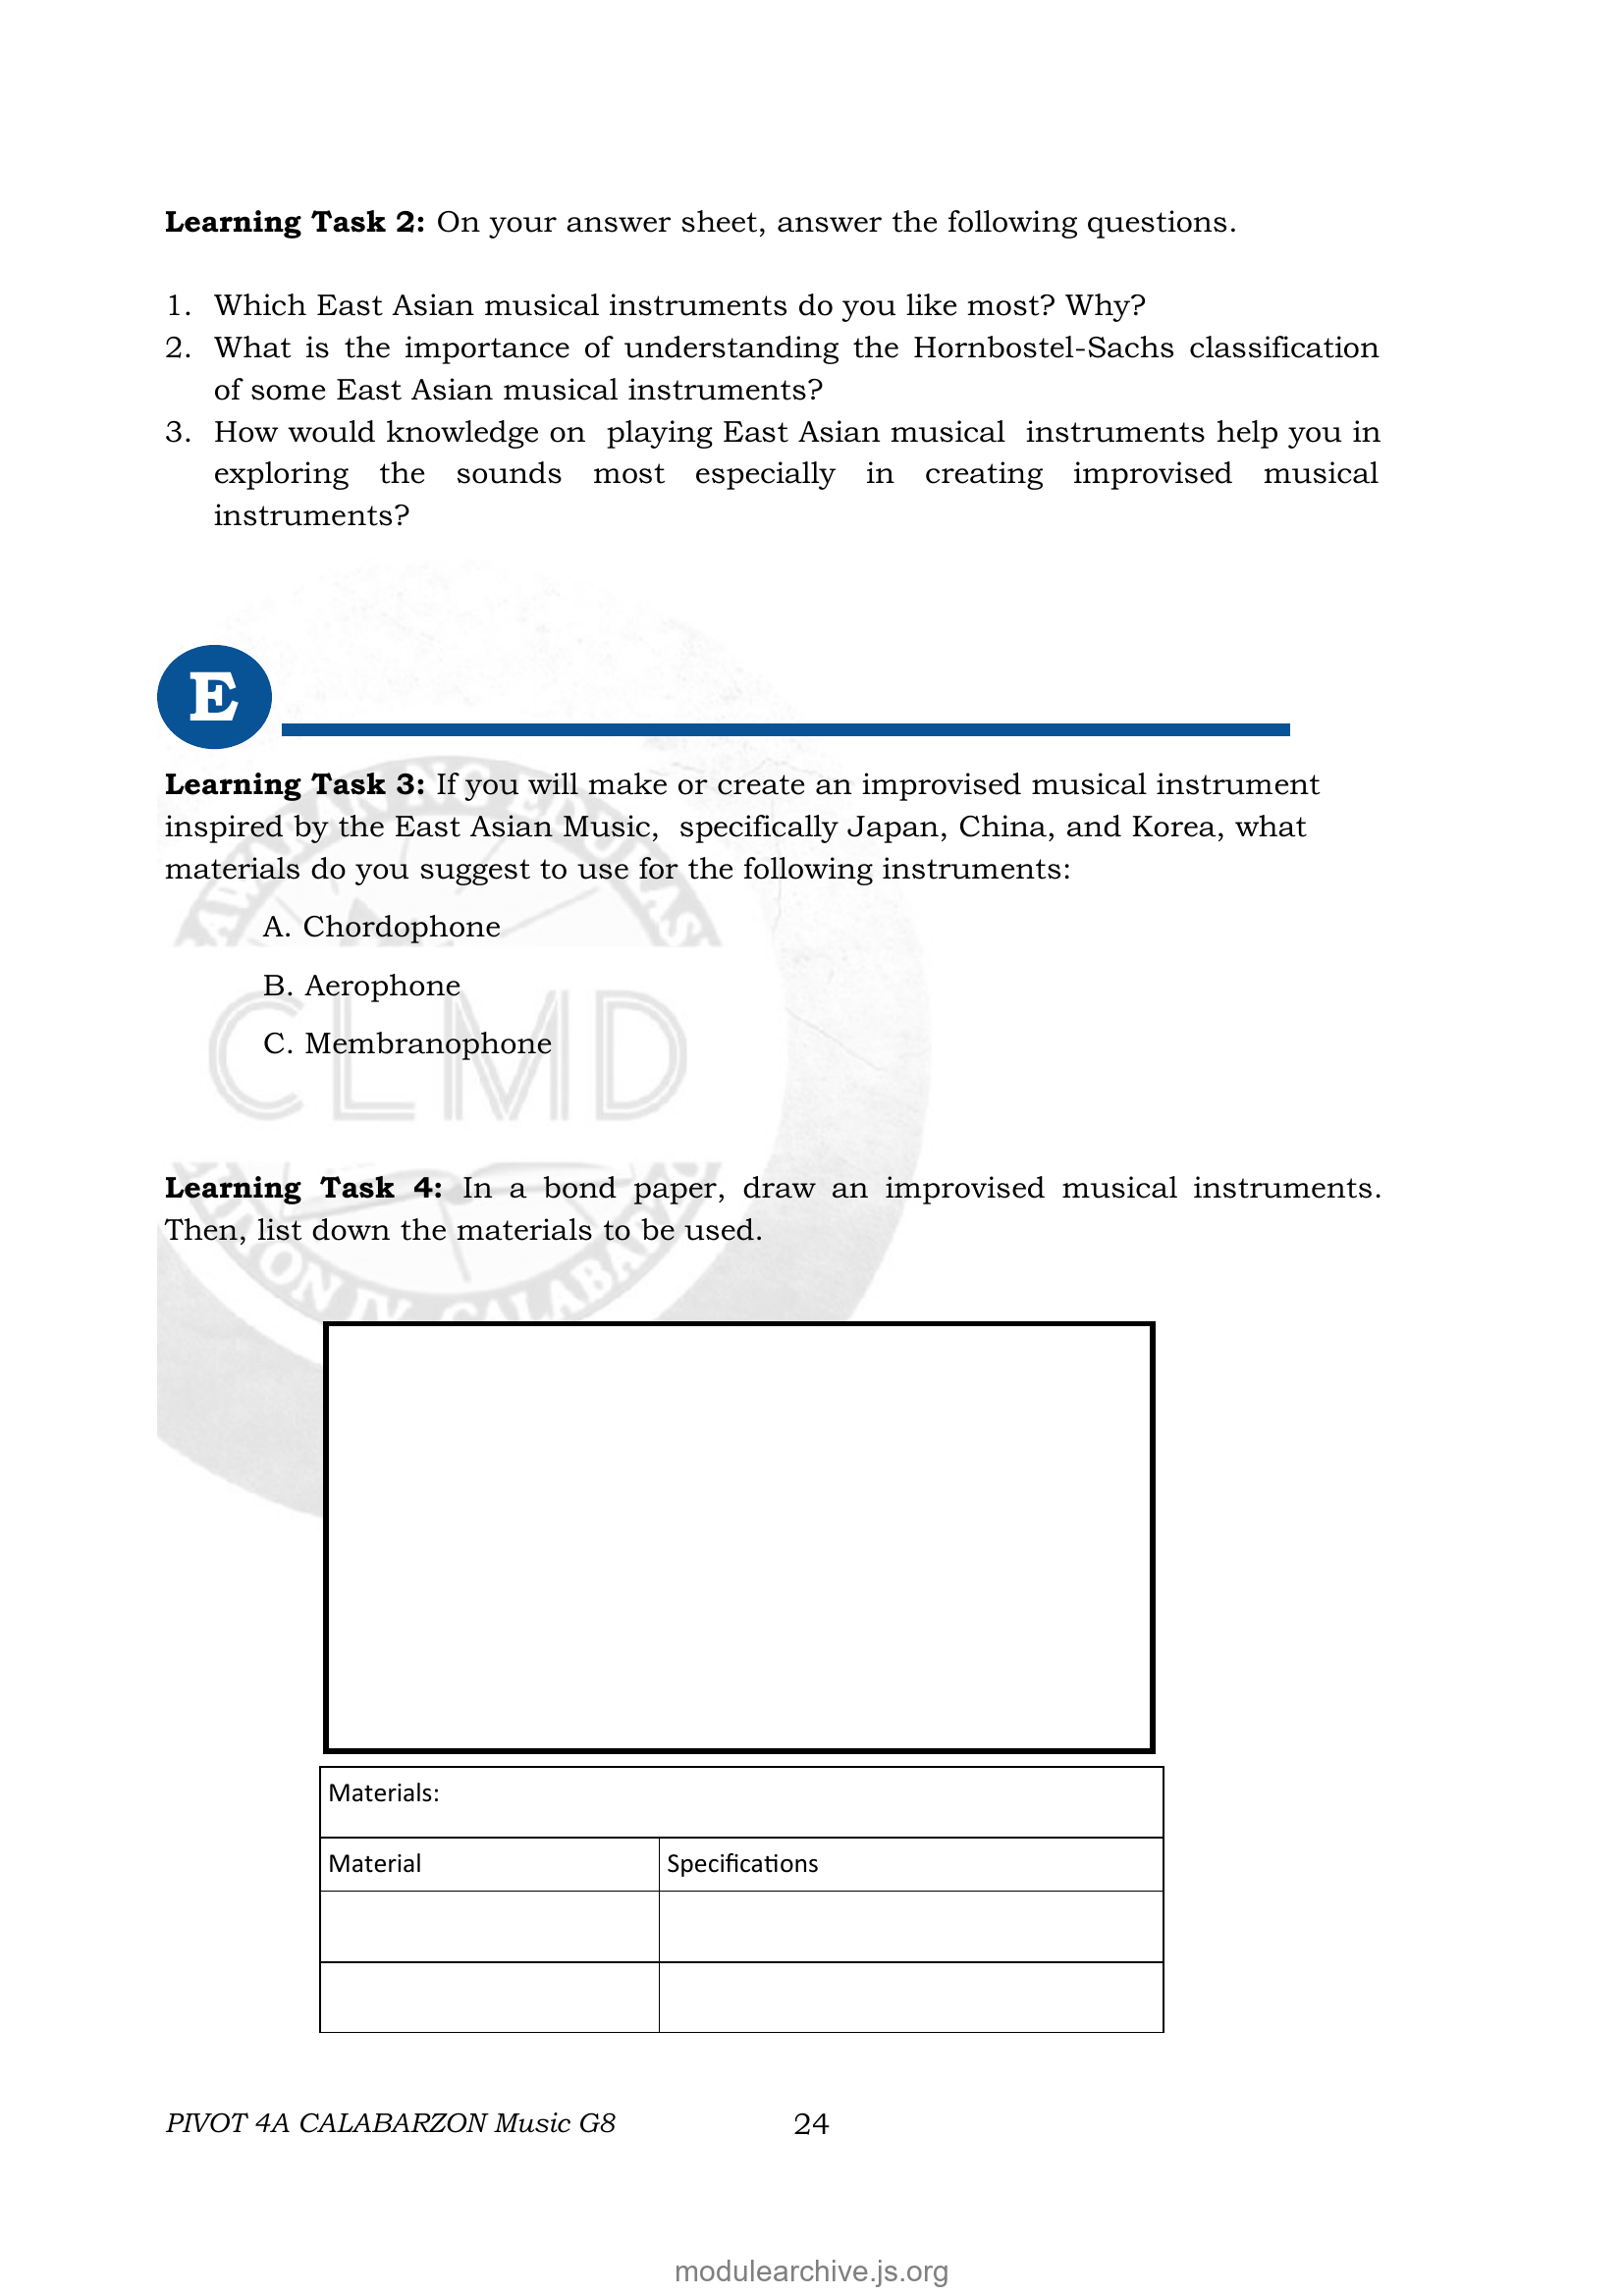 Learning Task 2: On your answer sheet, answer the following questions.
1. Which East Asian musical instruments do you like most? Why?
2. What is the importance of understanding the Hornbostel-Sachs classification
of some East Asian musical instruments?
3. How would knowledge on playing East Asian musical instruments help you in
exploring the sounds most especially in creating improvised musical
instruments?
E
Learning Task 3: If you will make or create an improvised musical instrument
inspired by the East Asian Music, specifically Japan, China, and Korea, what
materials do you suggest to use for the following instruments:
A. Chordophone
B. Aerophone
C. Membranophone
CLMD
Learning Task 4: In a bond paper, draw an improvised musical instruments.
Then, list down the materials to be used.
Materials:
Material Specifications
PIVOT 4A CALABARZON Music G8 24
modulearchive.js.org